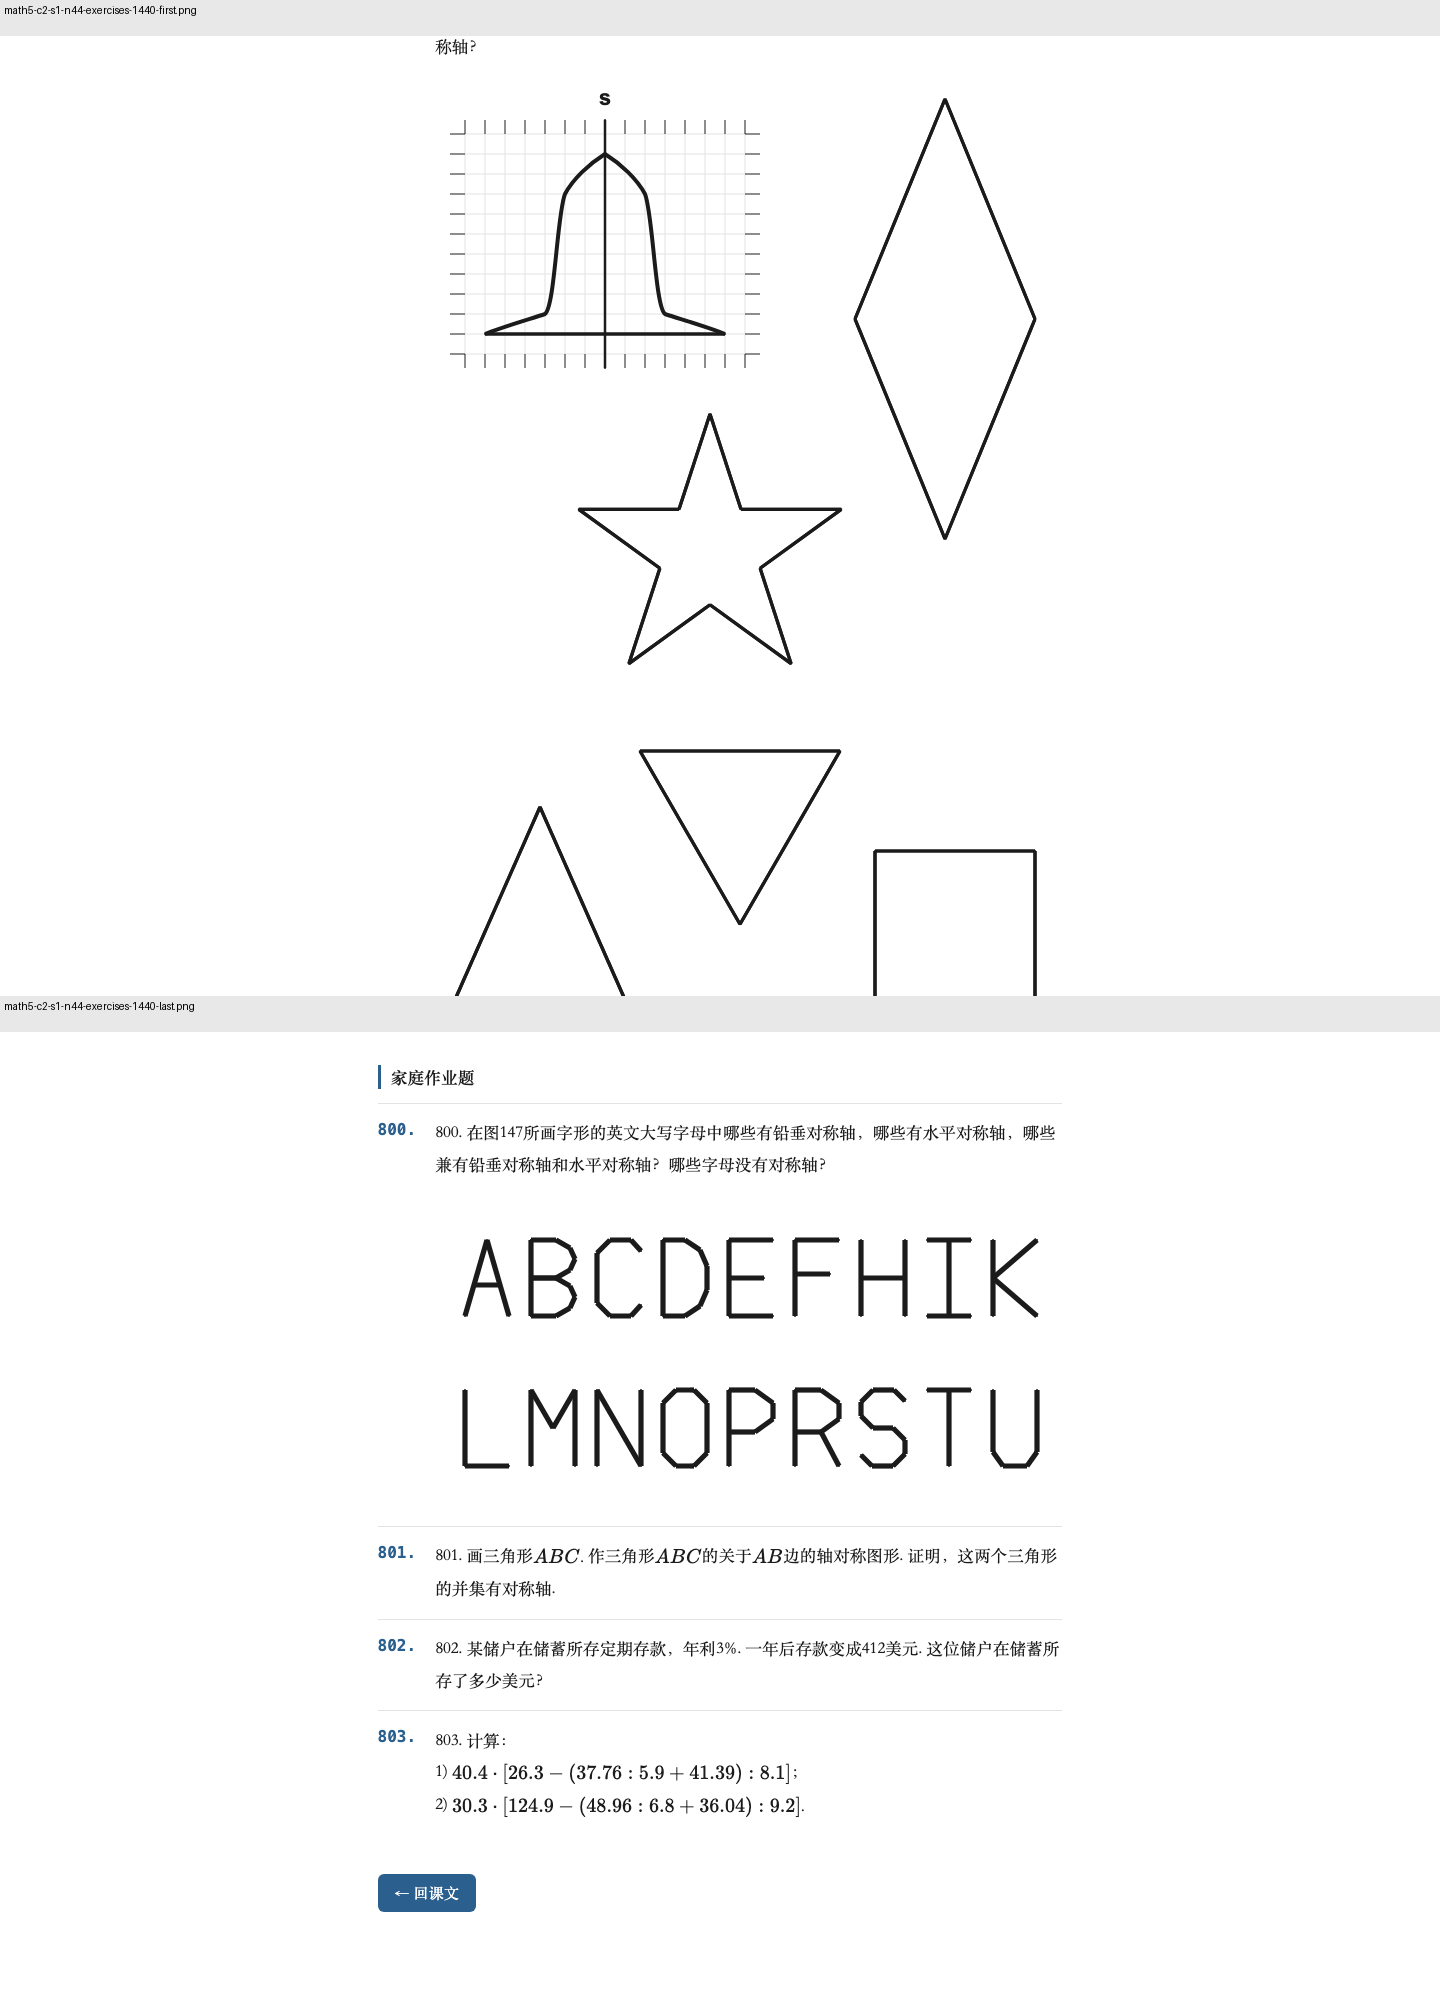 math5-c2-s1-n44-exercises-1440-first.png
称轴?
S
math5-c2-s1-n44-exercises-1440-last.png
家庭作业题
800. 800. 在图147所画字形的英文大写字母中哪些有铅垂对称轴，哪些有水平对称轴，哪些
兼有铅垂对称轴和水平对称轴？哪些字母没有对称轴?
ABCDEFHIK
LMNOPRSTU
801. 801. 画三角形ABC. 作三角形ABC的关于AB边的轴对称图形. 证明，这两个三角形
的并集有对称轴.
802. 802. 某储户在储蓄所存定期存款，年利3%. 一年后存款变成412美元. 这位储户在储蓄所
存了多少美元?
803. 803. 计算：
1) 40.4 · [26.3 − (37.76 : 5.9 + 41.39) : 8.1]；
2) 30.3 · [124.9 − (48.96 : 6.8 + 36.04) : 9.2].
← 回课文